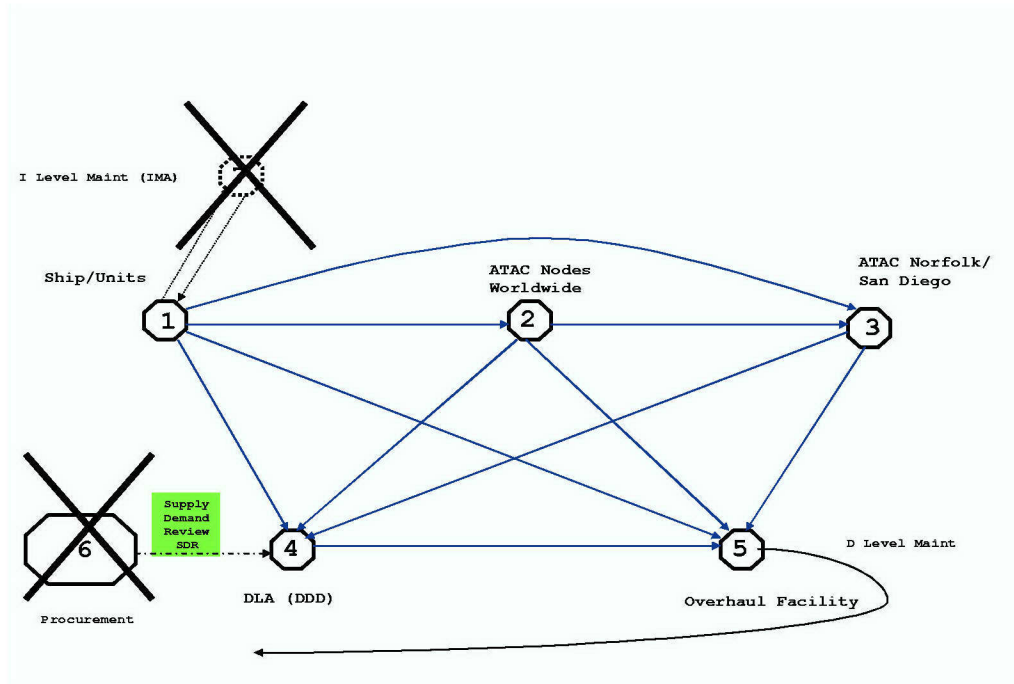 I Level Maint (IMA)
Ship/Units
ATAC Nodes
Worldwide
ATAC Norfolk/
San Diego
1
2
3
Supply
Demand
Review
SDR
6
4
5
D Level Maint
DLA (DDD)
Overhaul Facility
Procurement